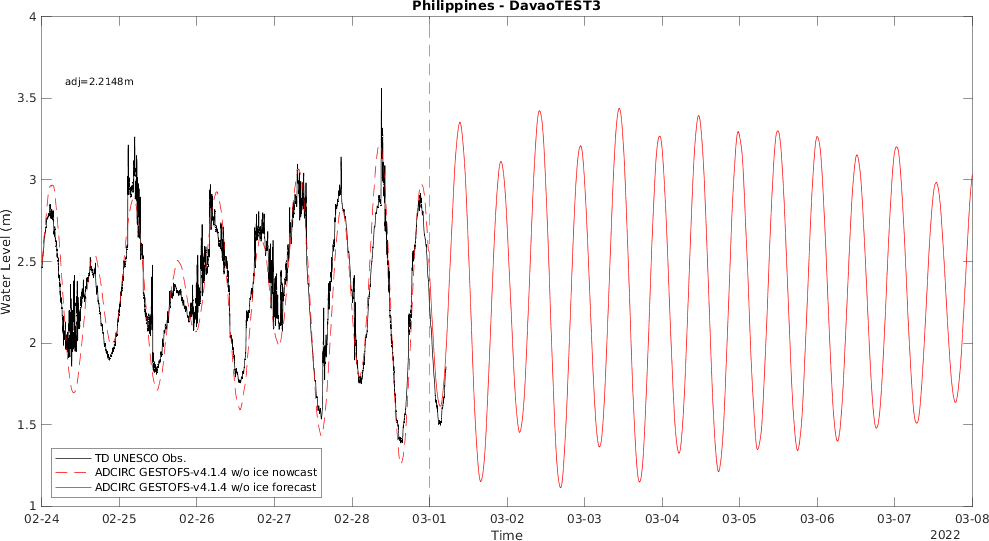 Philippines - DavaoTEST3
4
adj=2.2148m
3.5
3
2.5
2
1.5
1
Water Level (m)
TD UNESCO Obs.
ADCIRC GESTOFS-v4.1.4 w/o ice nowcast
ADCIRC GESTOFS-v4.1.4 w/o ice forecast
02-24 02-25 02-26 02-27 02-28 03-01 03-02 03-03 03-04 03-05 03-06 03-07 03-08
Time
2022